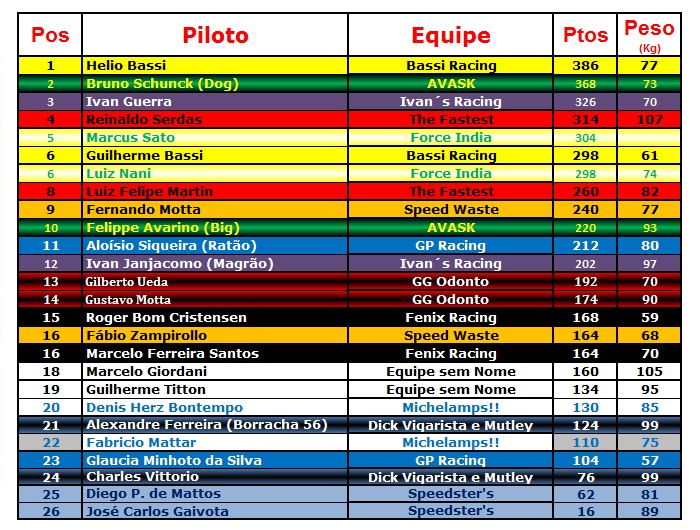 Pos Piloto Equipe Ptos Peso (Kg)
1 Helio Bassi Bassi Racing 386 77
2 Bruno Schunck (Dog) AVASK 368 73
3 Ivan Guerra Ivan´s Racing 326 70
4 Reinaldo Serdas The Fastest 314 107
5 Marcus Sato Force India 304
6 Guilherme Bassi Bassi Racing 298 61
6 Luiz Nani Force India 298 74
8 Luiz Felipe Martin The Fastest 260 82
9 Fernando Motta Speed Waste 240 77
10 Felippe Avarino (Big) AVASK 220 93
11 Aloísio Siqueira (Ratão) GP Racing 212 80
12 Ivan Janjacomo (Magrão) Ivan´s Racing 202 97
13 Gilberto Ueda GG Odonto 192 70
14 Gustavo Motta GG Odonto 174 90
15 Roger Bom Cristensen Fenix Racing 168 59
16 Fábio Zampirollo Speed Waste 164 68
16 Marcelo Ferreira Santos Fenix Racing 164 70
18 Marcelo Giordani Equipe sem Nome 160 105
19 Guilherme Titton Equipe sem Nome 134 95
20 Denis Herz Bontempo Michelamps!! 130 85
21 Alexandre Ferreira (Borracha 56) Dick Vigarista e Mutley 124 99
22 Fabricio Mattar Michelamps!! 110 75
23 Glaucia Minhoto da Silva GP Racing 104 57
24 Charles Vittorio Dick Vigarista e Mutley 76 99
25 Diego P. de Mattos Speedster's 62 81
26 José Carlos Gaivota Speedster's 16 89